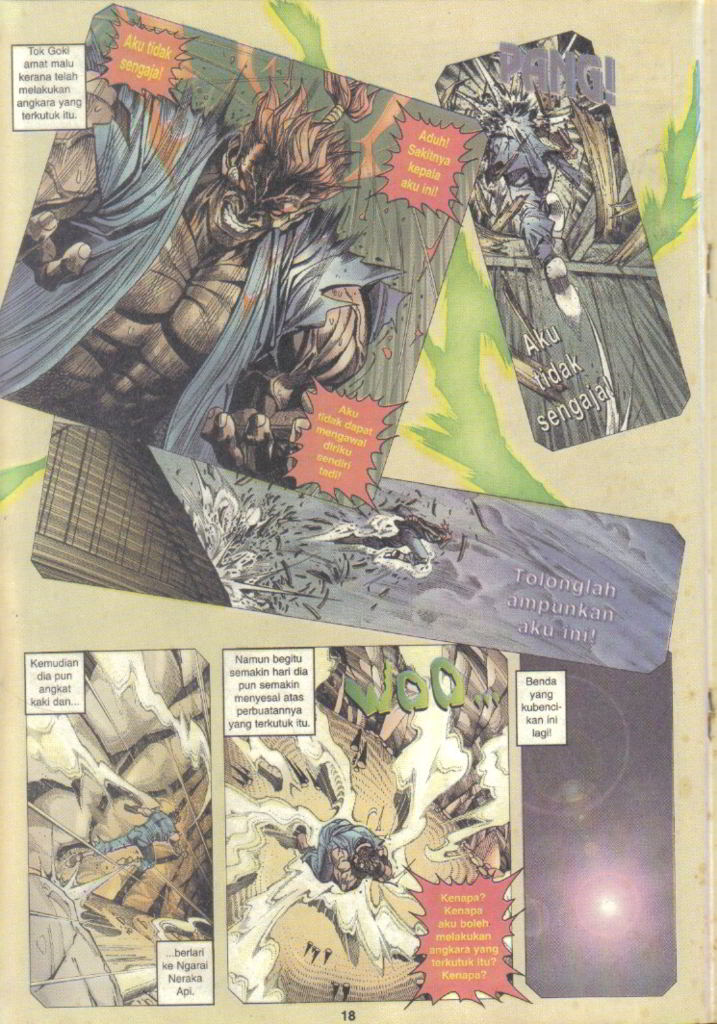 Tok Goki
amat malu
kerana telah
melakukan
angkara yang
terkutuk itu.
Aku tidak
sengaja!
Aduh!
Sakitnya
kepala
aku ini!
Aku
tidak dapat
mengawal
diriku
sendiri
tadi!
PANG!
Aku
tidak
sengaja!
Tolonglah
ampunkan
aku ini!
Kemudian
dia pun
angkat
kaki dan...
...berlari
ke Ngarai
Neraka
Api.
Namun begitu
semakin hari dia
pun semakin
menyesal atas
perbuatannya
yang terkutuk itu.
WOO...
Kenapa?
Kenapa
aku boleh
melakukan
angkara yang
terkutuk itu?
Kenapa?
Benda
yang
kubenci-
kan ini
lagi!
18